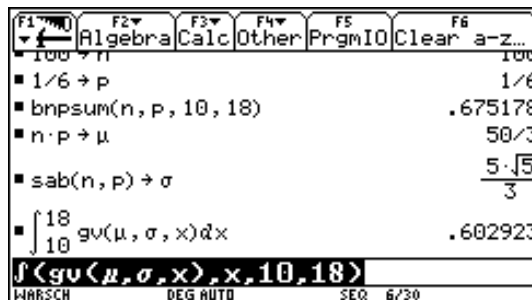 F1 F2 F3 F4 F5 F6
Algebra Calc Other PrgmIO Clear a-z…
100 → n 100
1/6 → p 1/6
bnpsum(n, p, 10, 18) .675178
n·p → μ 50/3
sab(n, p) → σ 5·√5/3
∫ 18 10 gv(μ, σ, x)dx .602923
∫(gv(μ,σ,x),x,10,18)
WARSCH DEG AUTO SEQ 6/30